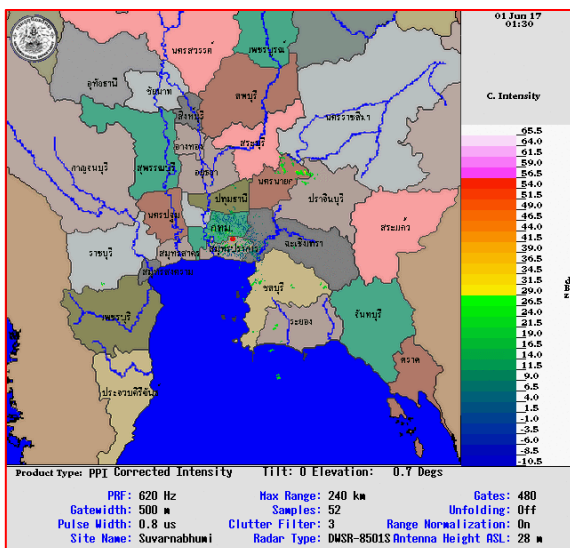 01 Jun 17
01:30
C. Intensity
65.5
64.0
61.5
59.0
56.5
54.0
51.5
49.0
46.5
44.0
41.5
39.0
36.5
34.0
31.5
29.0
26.5
24.0
21.5
19.0
16.5
14.0
11.5
9.0
6.5
4.0
1.5
-1.0
-3.5
-6.0
-8.5
-10.5
นครสวรรค์
เพชรบูรณ์
อุทัยธานี
ชัยนาท
ลพบุรี
สิงห์บุรี
นครราชสีมา
สระบุรี
อ่างทอง
กาญจนบุรี
สุพรรณบุรี
อยุธยา
นครนายก
ปทุมธานี
ปราจีนบุรี
นครปฐม
กทม.
สระแก้ว
ฉะเชิงเทรา
สมุทรปราการ
ราชบุรี
สมุทรสาคร
สมุทรสงคราม
ชลบุรี
เพชรบุรี
ระยอง
จันทบุรี
ตราด
ประจวบคีรีขันธ์
Product Type: PPI Corrected Intensity Tilt: 0 Elevation: 0.7 Degs
PRF: 620 Hz Max Range: 240 km Gates: 480
Gatewidth: 500 m Samples: 52 Unfolding: Off
Pulse Width: 0.8 us Clutter Filter: 3 Range Normalization: On
Site Name: Suvarnabhumi Radar Type: DWSR-8501S Antenna Height ASL: 28 m